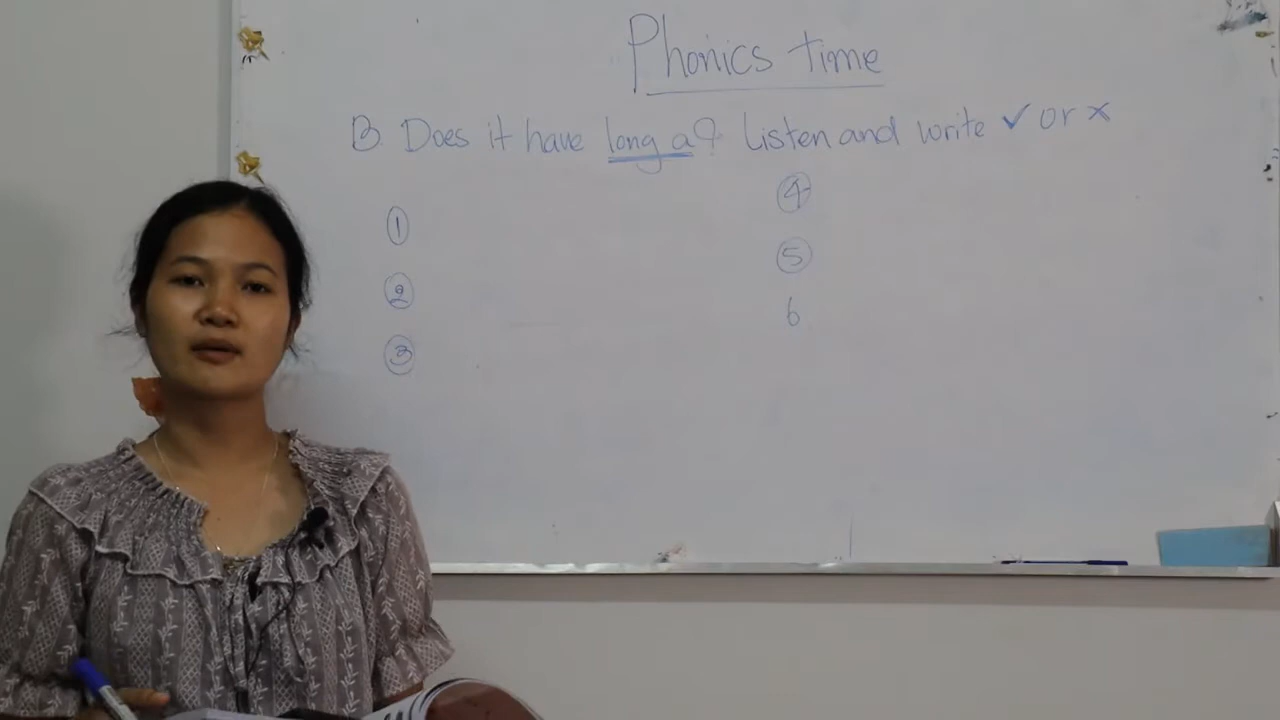 Phonics time
B. Does it have long a? Listen and write ✓ or ×
① ④
② ⑤
③ 6